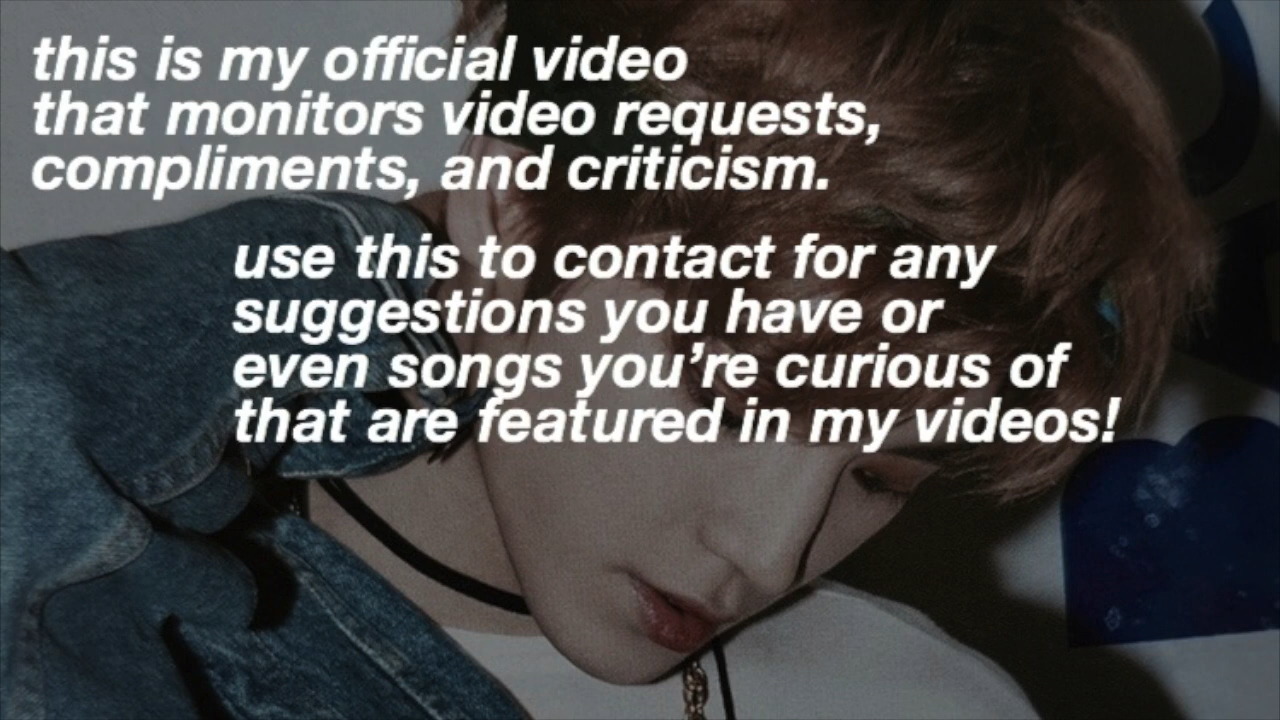 this is my official video
that monitors video requests,
compliments, and criticism.
use this to contact for any
suggestions you have or
even songs you’re curious of
that are featured in my videos!